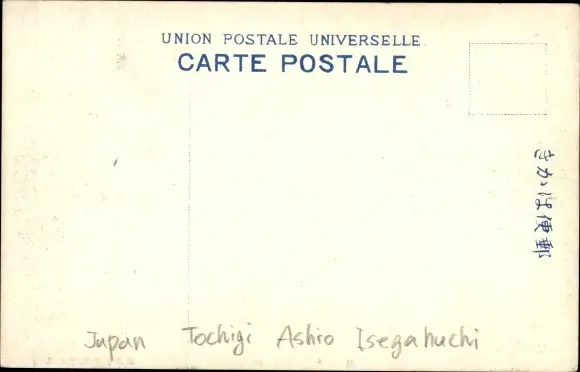 UNION POSTALE UNIVERSELLE
CARTE POSTALE
きかは便郵
Japan Tochigi Ashio Isegahuchi